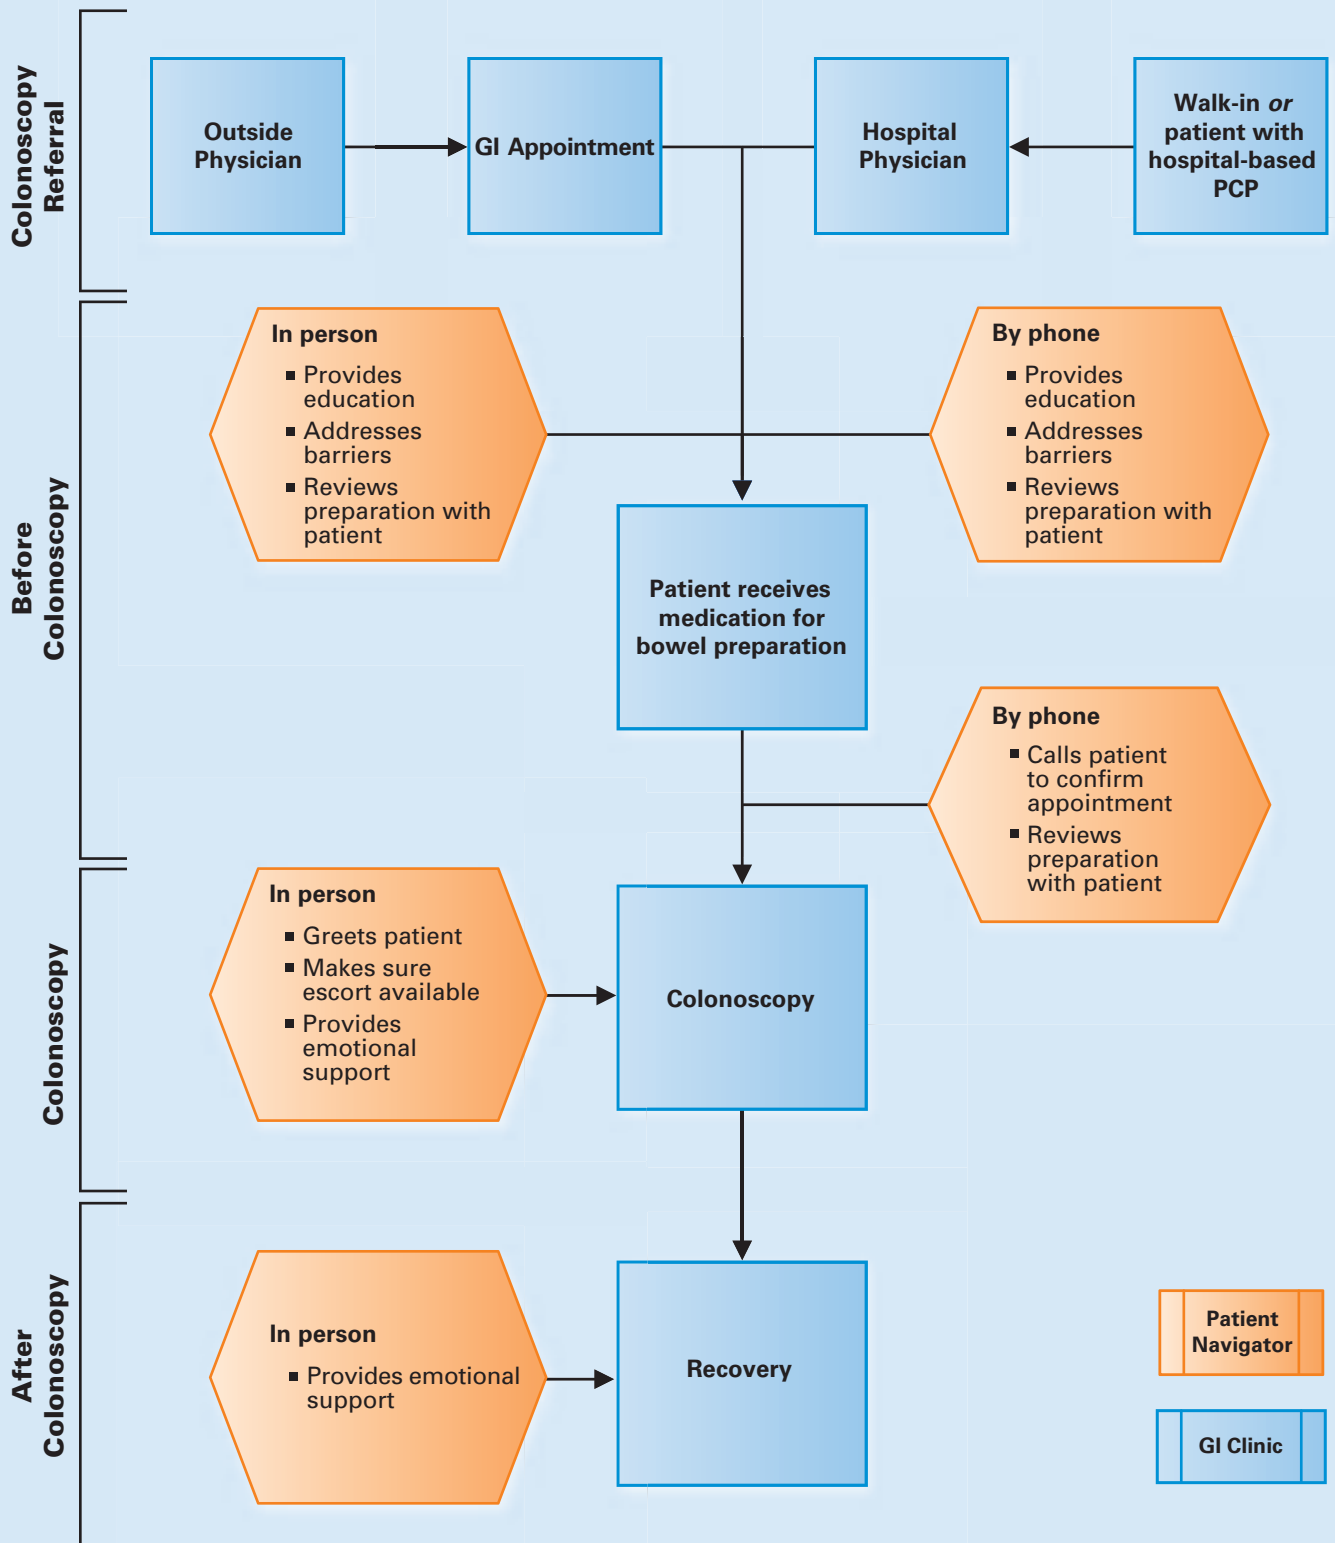 Colonoscopy
Referral
Outside
Physician
GI Appointment
Hospital
Physician
Walk-in or
patient with
hospital-based
PCP
Before
Colonoscopy
In person
▪ Provides
education
▪ Addresses
barriers
▪ Reviews
preparation with
patient
By phone
▪ Provides
education
▪ Addresses
barriers
▪ Reviews
preparation with
patient
Patient receives
medication for
bowel preparation
By phone
▪ Calls patient
to confirm
appointment
▪ Reviews
preparation
with patient
Colonoscopy
In person
▪ Greets patient
▪ Makes sure
escort available
▪ Provides
emotional
support
Colonoscopy
After
Colonoscopy
In person
▪ Provides emotional
support
Recovery
Patient
Navigator
GI Clinic